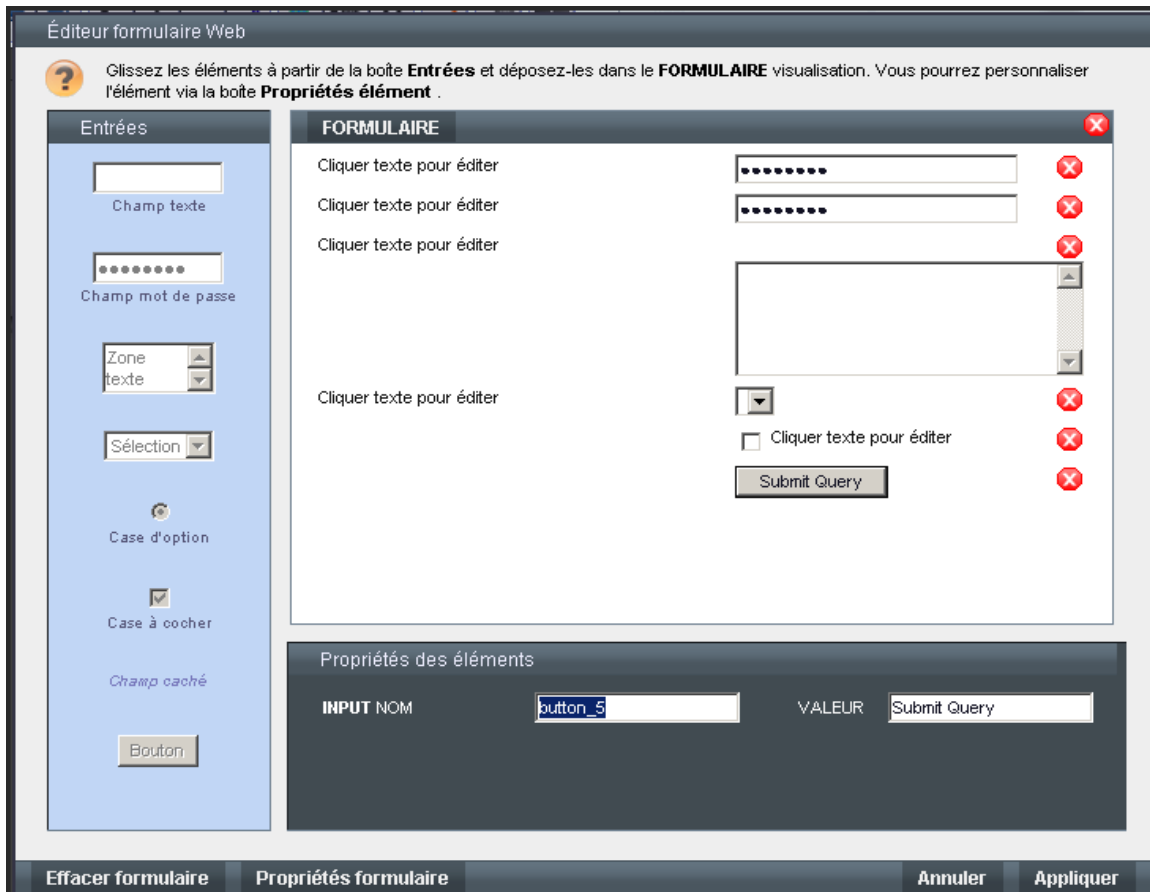 Éditeur formulaire Web
Glissez les éléments à partir de la boîte Entrées et déposez-les dans le FORMULAIRE visualisation. Vous pourrez personnaliser
l'élément via la boîte Propriétés élément .
Entrées
Champ texte
Champ mot de passe
Zone
texte
Sélection
Case d'option
Case à cocher
Champ caché
Bouton
FORMULAIRE
Cliquer texte pour éditer
Cliquer texte pour éditer
Cliquer texte pour éditer
Cliquer texte pour éditer
Cliquer texte pour éditer
Submit Query
Propriétés des éléments
INPUT NOM button_5 VALEUR Submit Query
Effacer formulaire Propriétés formulaire Annuler Appliquer